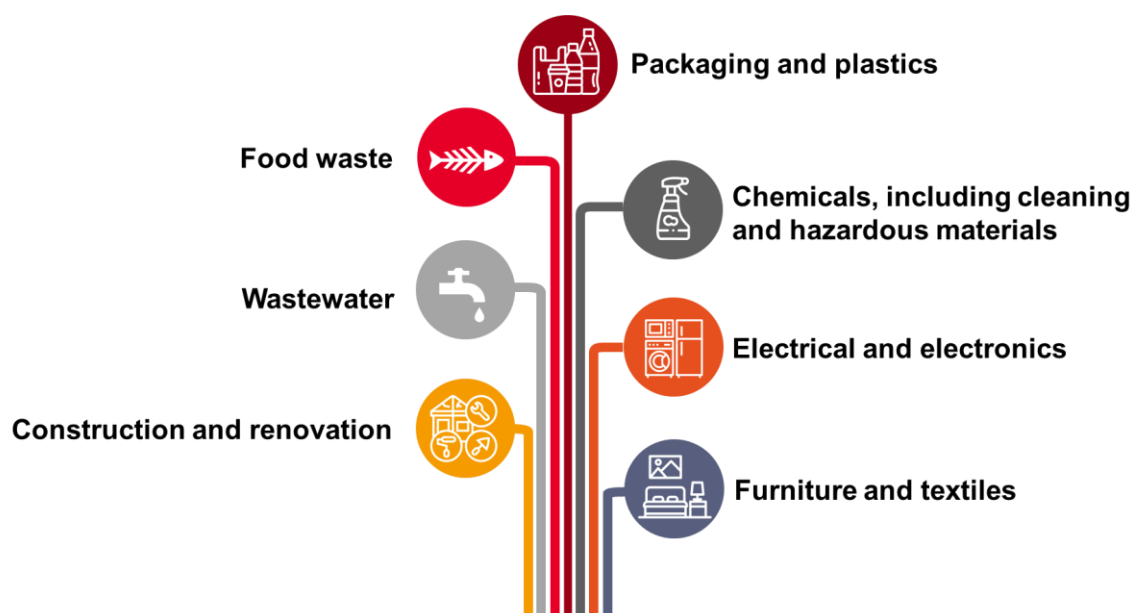 Packaging and plastics
Food waste
Chemicals, including cleaning
and hazardous materials
Wastewater
Electrical and electronics
Construction and renovation
Furniture and textiles